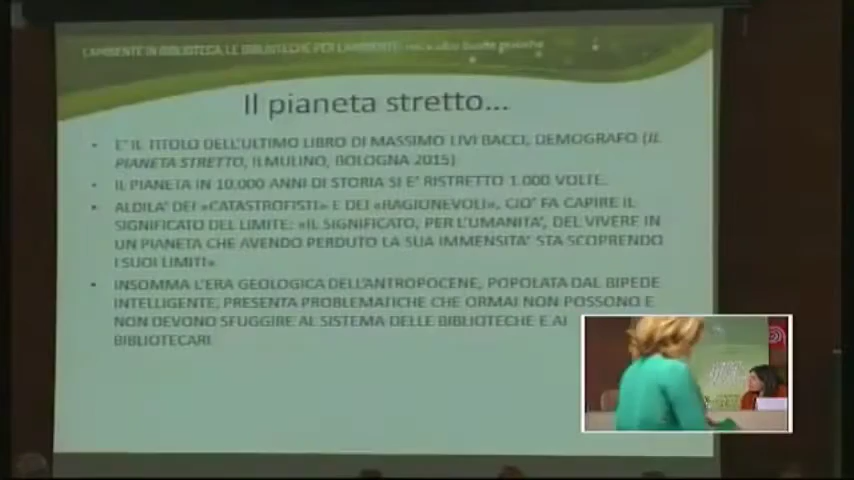 L'AMBIENTE IN BIBLIOTECA, LE BIBLIOTECHE PER L'AMBIENTE:
Il pianeta stretto...
• E' IL TITOLO DELL'ULTIMO LIBRO DI MASSIMO LIVI BACCI, DEMOGRAFO (IL
PIANETA STRETTO, IL MULINO, BOLOGNA 2015)
• IL PIANETA IN 10.000 ANNI DI STORIA SI E' RISTRETTO 1.000 VOLTE.
• ALDILA' DEI «CATASTROFISTI» E DEI «RAGIONEVOLI», CIO' FA CAPIRE IL
SIGNIFICATO DEL LIMITE: «IL SIGNIFICATO, PER L'UMANITA', DEL VIVERE IN
UN PIANETA CHE AVENDO PERDUTO LA SUA IMMENSITA' STA SCOPRENDO
I SUOI LIMITI»
• INSOMMA L'ERA GEOLOGICA DELL'ANTROPOCENE, POPOLATA DAL BIPEDE
INTELLIGENTE, PRESENTA PROBLEMATICHE CHE ORMAI NON POSSONO E
NON DEVONO SFUGGIRE AL SISTEMA DELLE BIBLIOTECHE E AI
BIBLIOTECARI